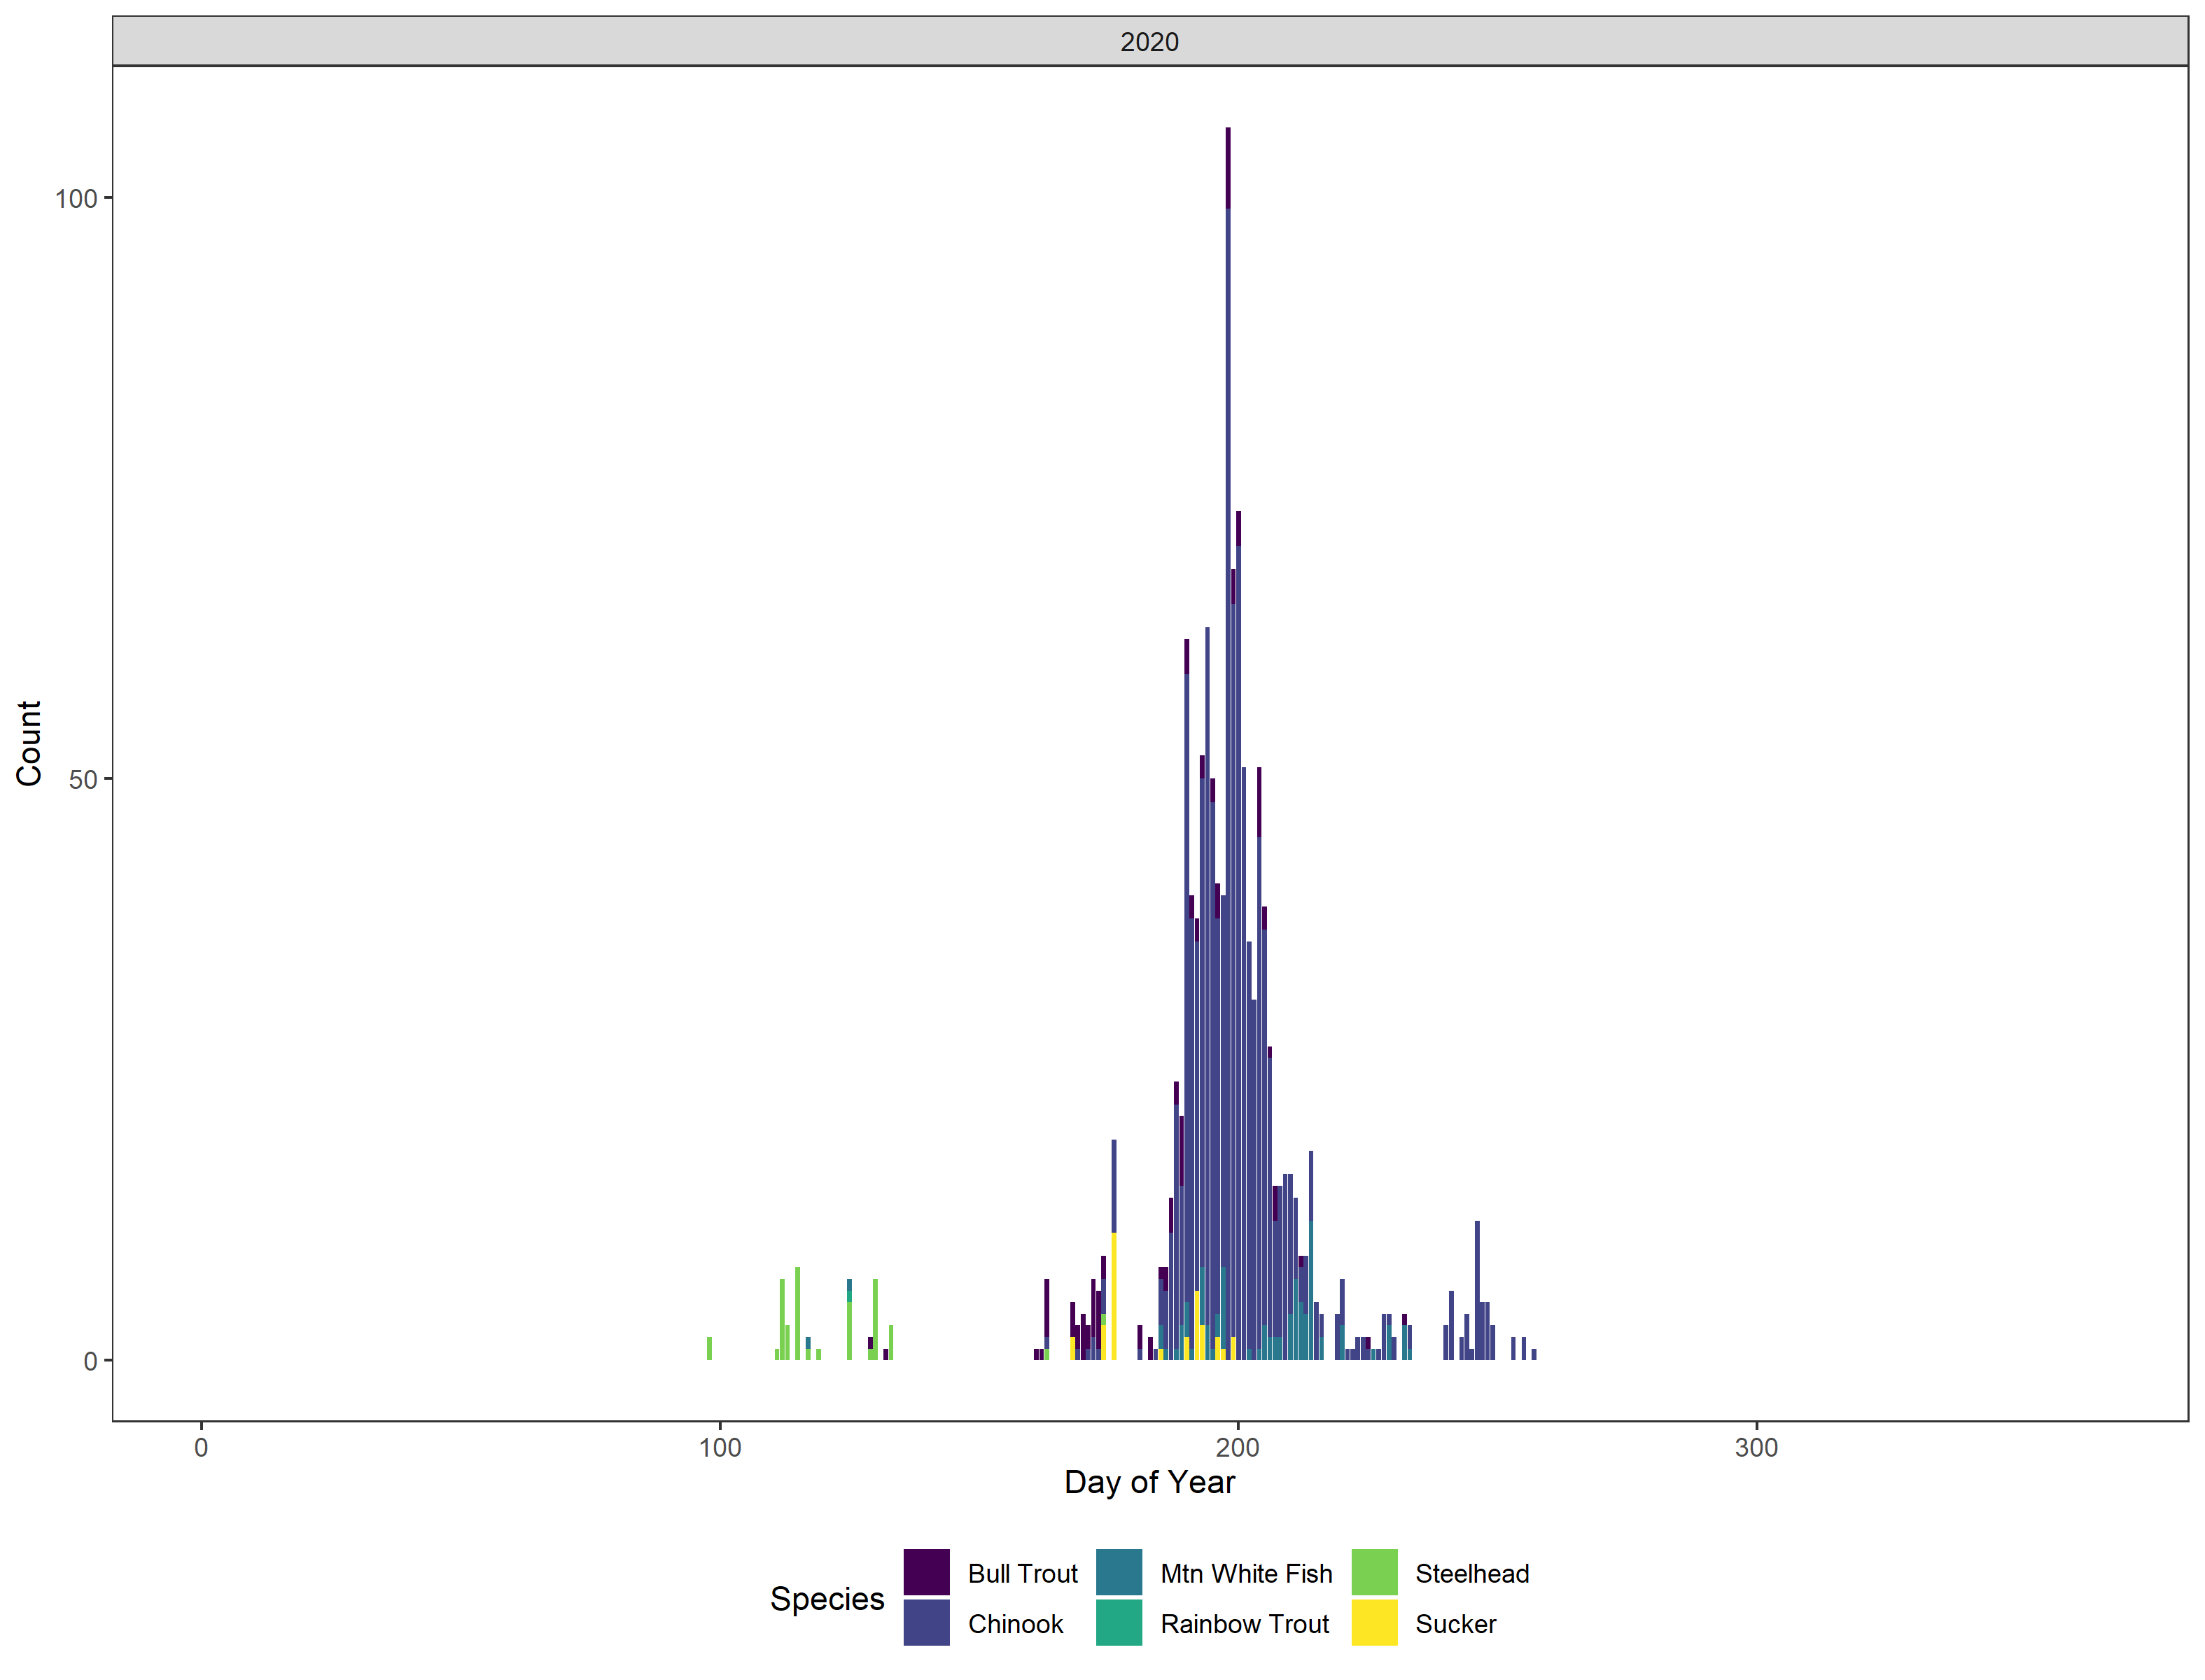 2020
100
50
0
Count
0 100 200 300
Day of Year
Species
Bull Trout Mtn White Fish Steelhead
Chinook Rainbow Trout Sucker